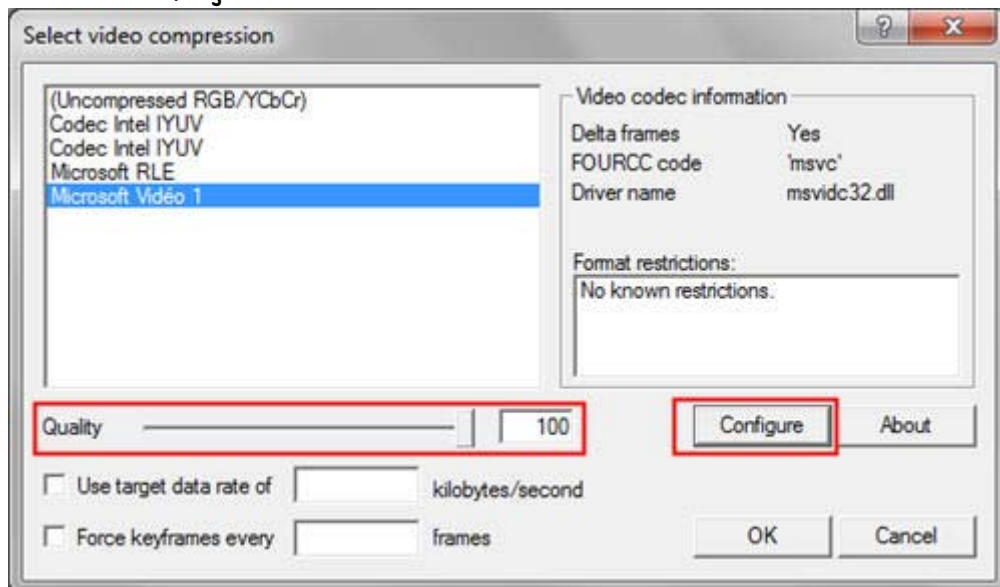 Select video compression
(Uncompressed RGB/YCbCr)
Codec Intel IYUV
Codec Intel IYUV
Microsoft RLE
Microsoft Vidéo 1
Video codec information
Delta frames Yes
FOURCC code 'msvc'
Driver name msvidc32.dll
Format restrictions:
No known restrictions.
Quality 100
Configure About
Use target data rate of kilobytes/second
Force keyframes every frames
OK Cancel